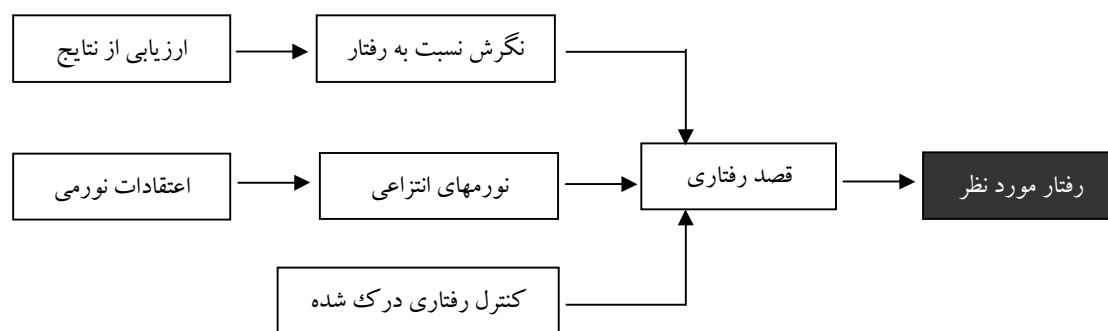 ارزیابی از نتایج
نگرش نسبت به رفتار
اعتقادات نورمی
نورمهای انتزاعی
قصد رفتاری
رفتار مورد نظر
کنترل رفتاری درک شده